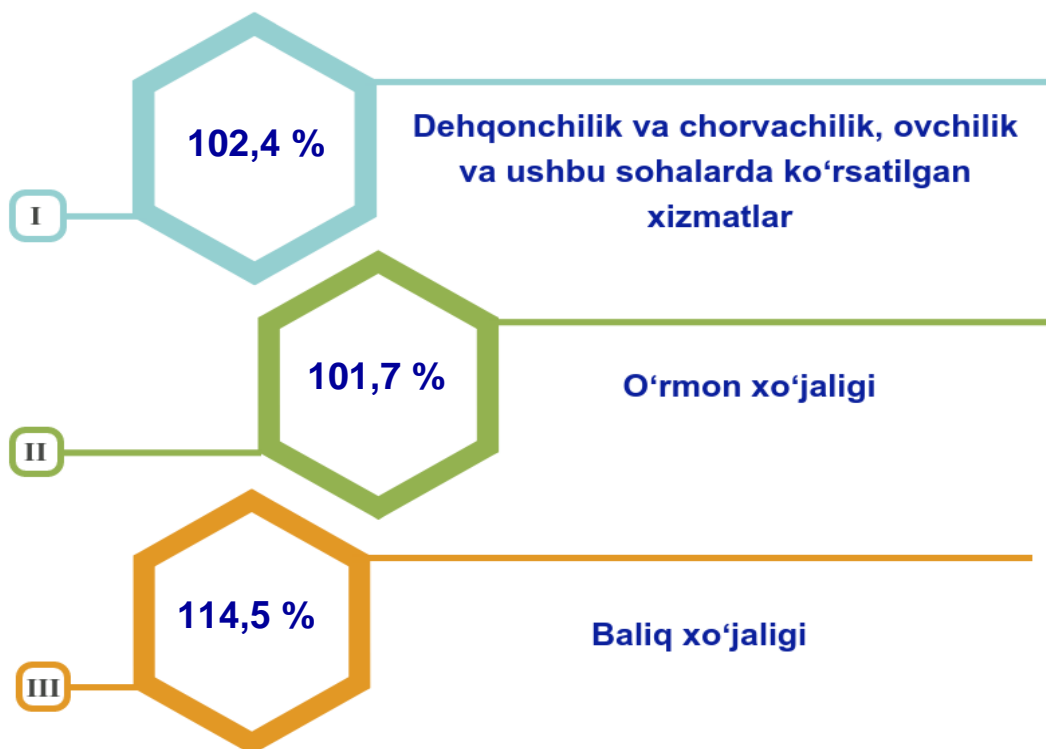 102,4 %
Dehqonchilik va chorvachilik, ovchilik
va ushbu sohalarda ko‘rsatilgan
xizmatlar
I
101,7 %
O‘rmon xo‘jaligi
II
114,5 %
Baliq xo‘jaligi
III